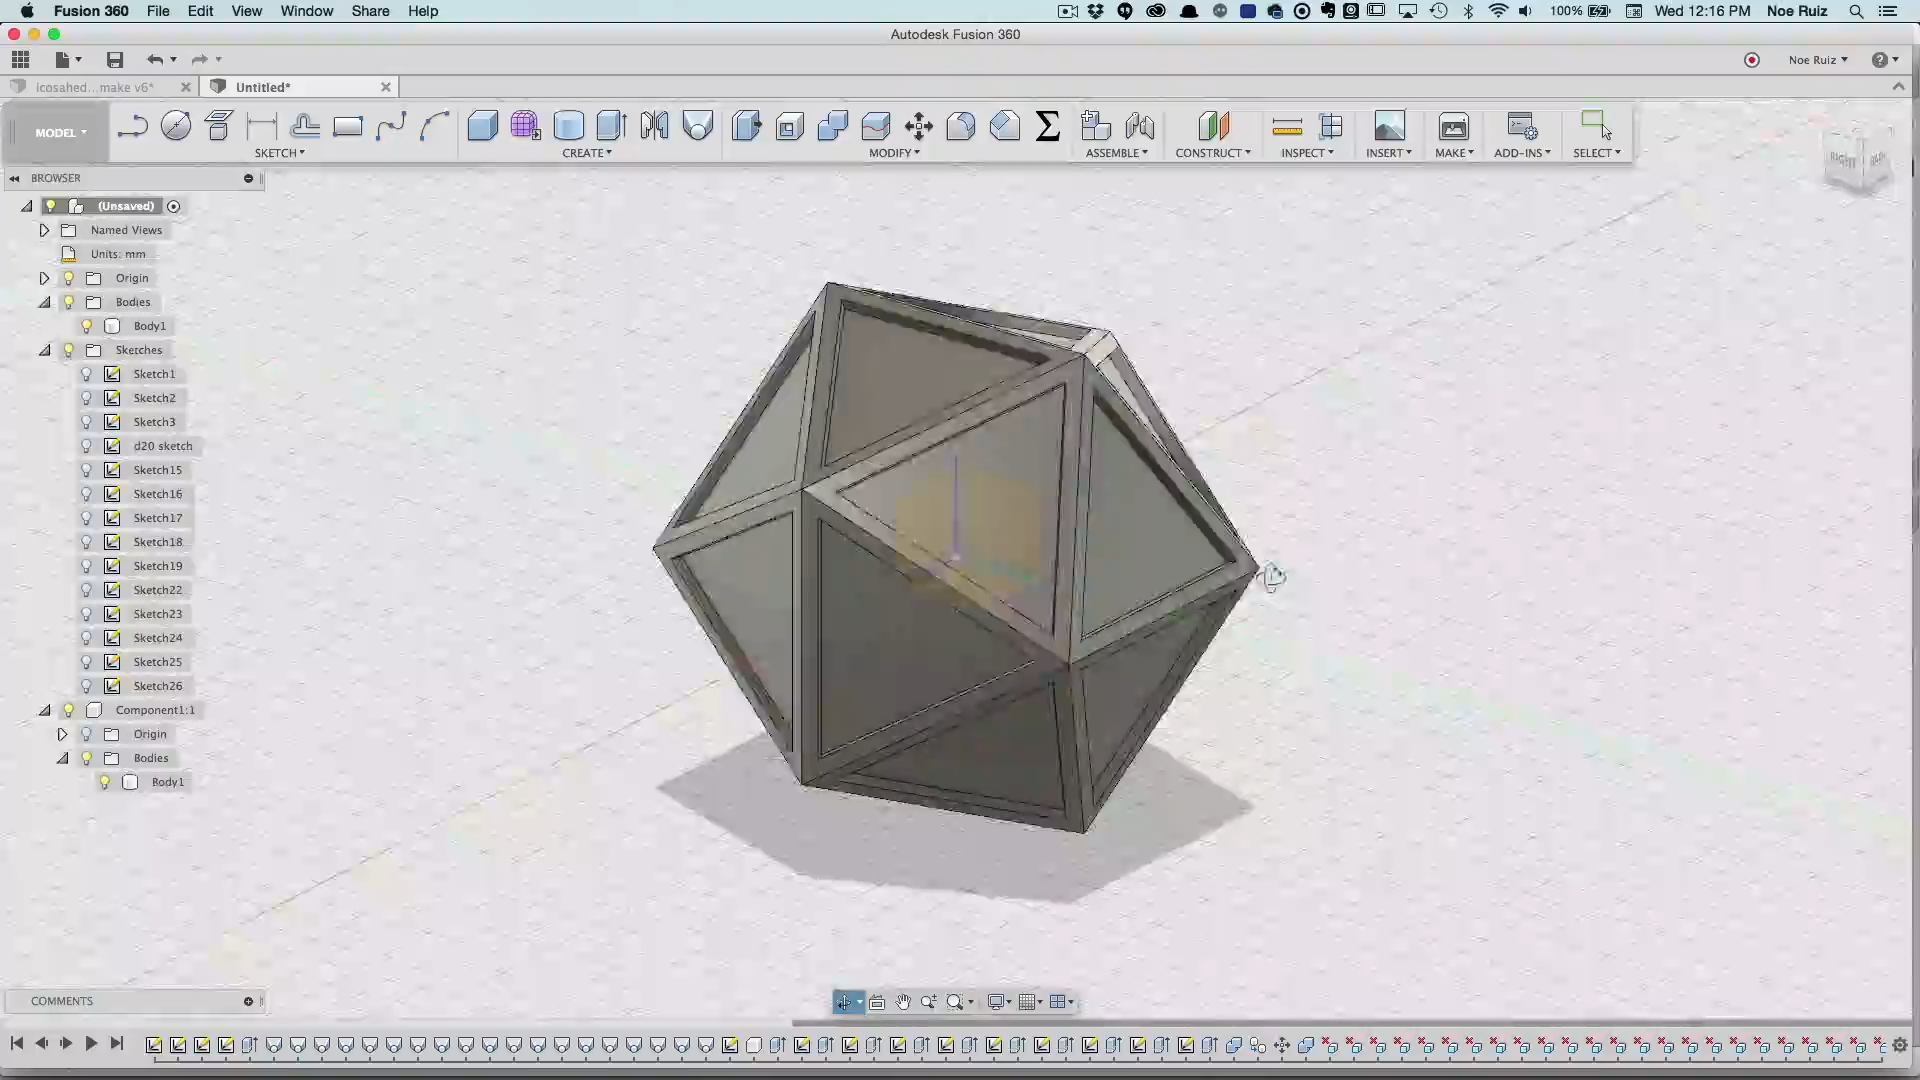 Fusion 360 File Edit View Window Share Help 100% Wed 12:16 PM Noe Ruiz
Autodesk Fusion 360
Noe Ruiz
icosahed...make v6* Untitled*
MODEL SKETCH CREATE MODIFY ASSEMBLE CONSTRUCT INSPECT INSERT MAKE ADD-INS SELECT
RIGHT BACK
BROWSER
(Unsaved)
Named Views
Units: mm
Origin
Bodies
Body1
Sketches
Sketch1
Sketch2
Sketch3
d20 sketch
Sketch15
Sketch16
Sketch17
Sketch18
Sketch19
Sketch22
Sketch23
Sketch24
Sketch25
Sketch26
Component1:1
Origin
Bodies
Body1
COMMENTS